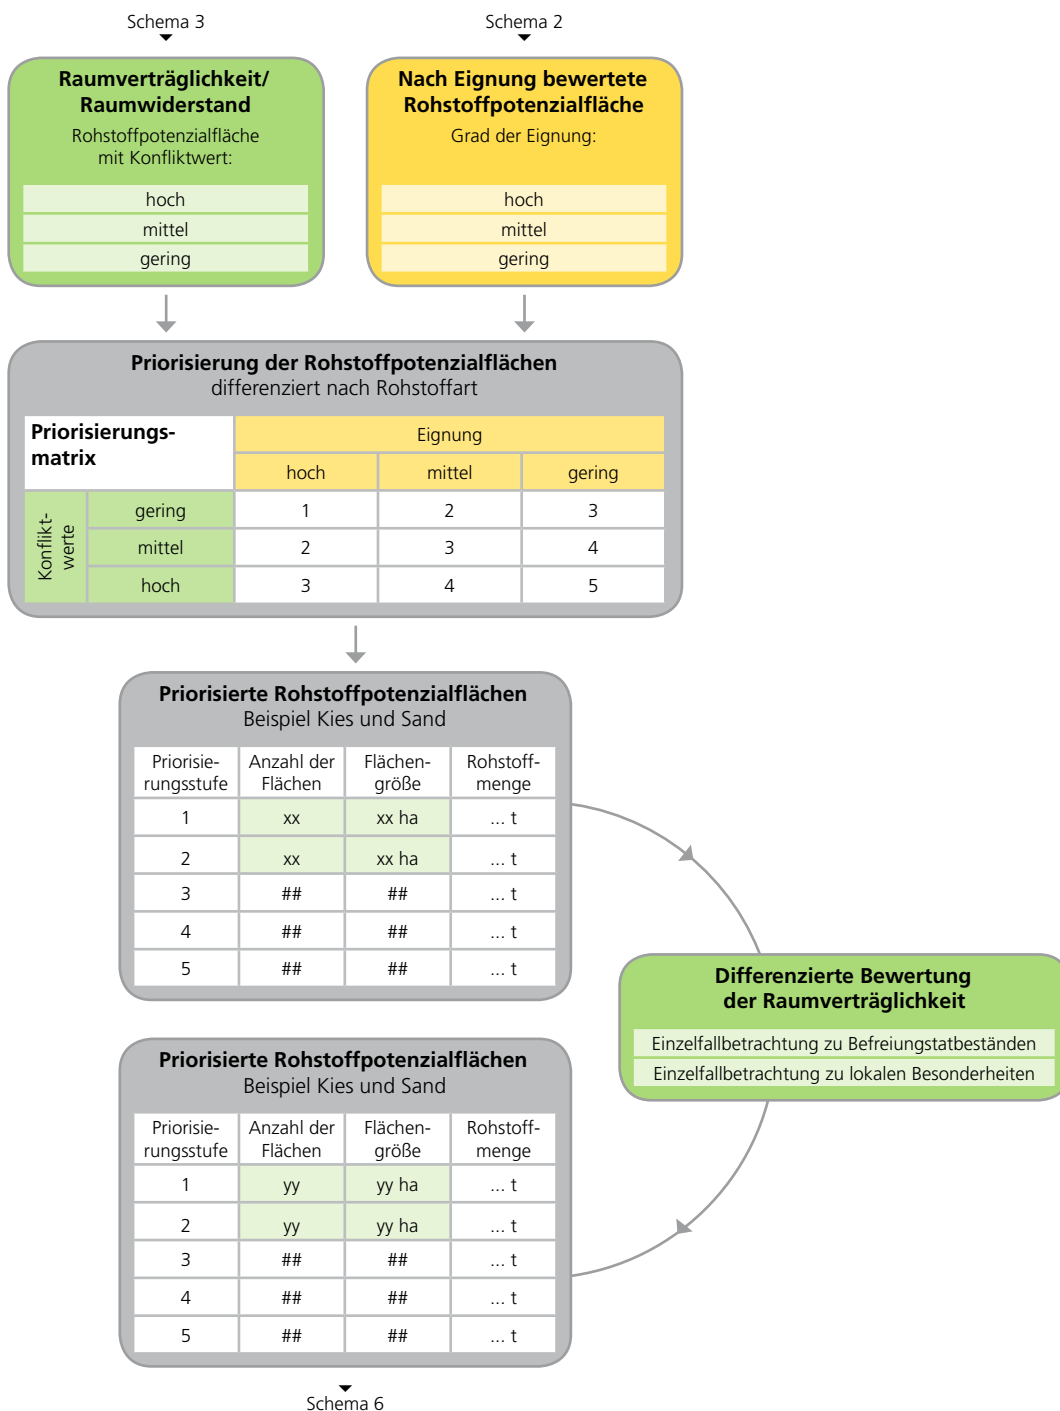 Schema 3
Raumverträglichkeit/
Raumwiderstand
Rohstoffpotenzialfläche
mit Konfliktwert:
hoch
mittel
gering
Schema 2
Nach Eignung bewertete
Rohstoffpotenzialfläche
Grad der Eignung:
hoch
mittel
gering
Priorisierung der Rohstoffpotenzialflächen
differenziert nach Rohstoffart
Priorisierungs-
matrix
Eignung
hoch mittel gering
Konflikt-
werte
gering 1 2 3
mittel 2 3 4
hoch 3 4 5
Priorisierte Rohstoffpotenzialflächen
Beispiel Kies und Sand
Priorisie- Anzahl der Flächen- Rohstoff-
rungsstufe Flächen größe menge
1 xx xx ha ... t
2 xx xx ha ... t
3 ## ## ... t
4 ## ## ... t
5 ## ## ... t
Differenzierte Bewertung
der Raumverträglichkeit
Einzelfallbetrachtung zu Befreiungstatbeständen
Einzelfallbetrachtung zu lokalen Besonderheiten
Priorisierte Rohstoffpotenzialflächen
Beispiel Kies und Sand
Priorisie- Anzahl der Flächen- Rohstoff-
rungsstufe Flächen größe menge
1 yy yy ha ... t
2 yy yy ha ... t
3 ## ## ... t
4 ## ## ... t
5 ## ## ... t
Schema 6